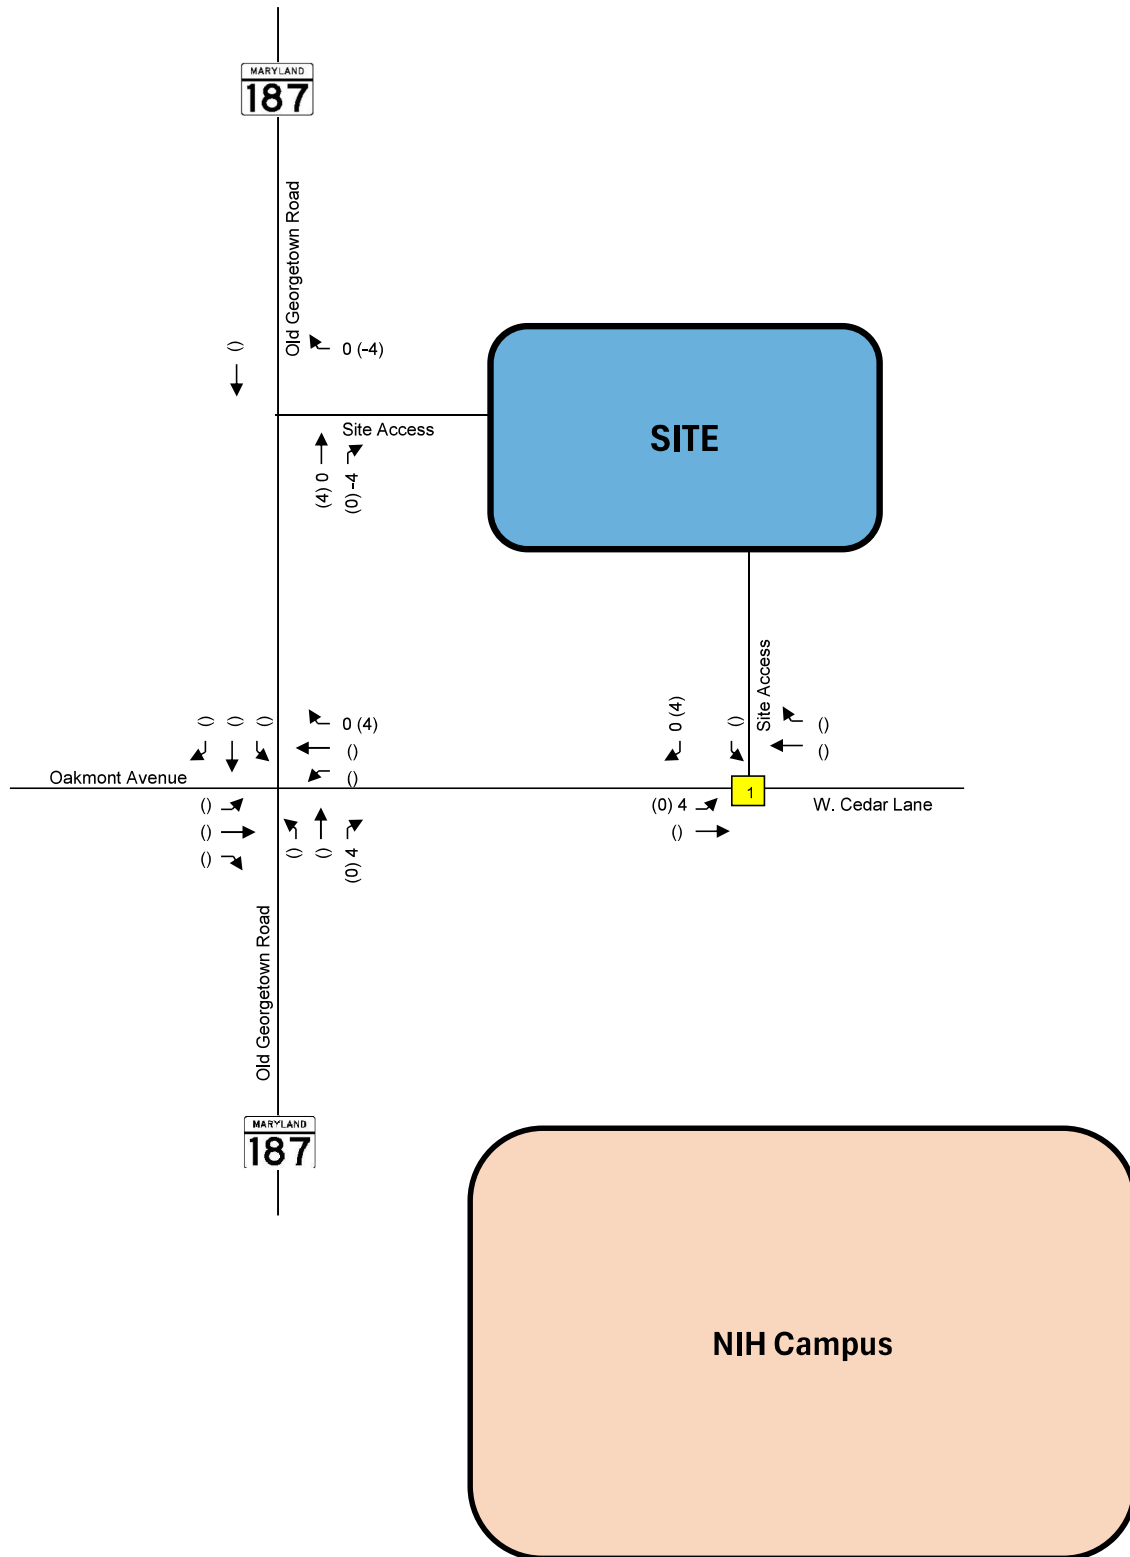 MARYLAND
187
Old Georgetown Road
()
0 (-4)
SITE
Site Access
(4) 0
(0) -4
Site Access
()
()
()
0 (4)
()
()
0 (4)
()
()
()
Oakmont Avenue
1
W. Cedar Lane
()
()
()
()
()
(0) 4
(0) 4
()
Old Georgetown Road
MARYLAND
187
NIH Campus